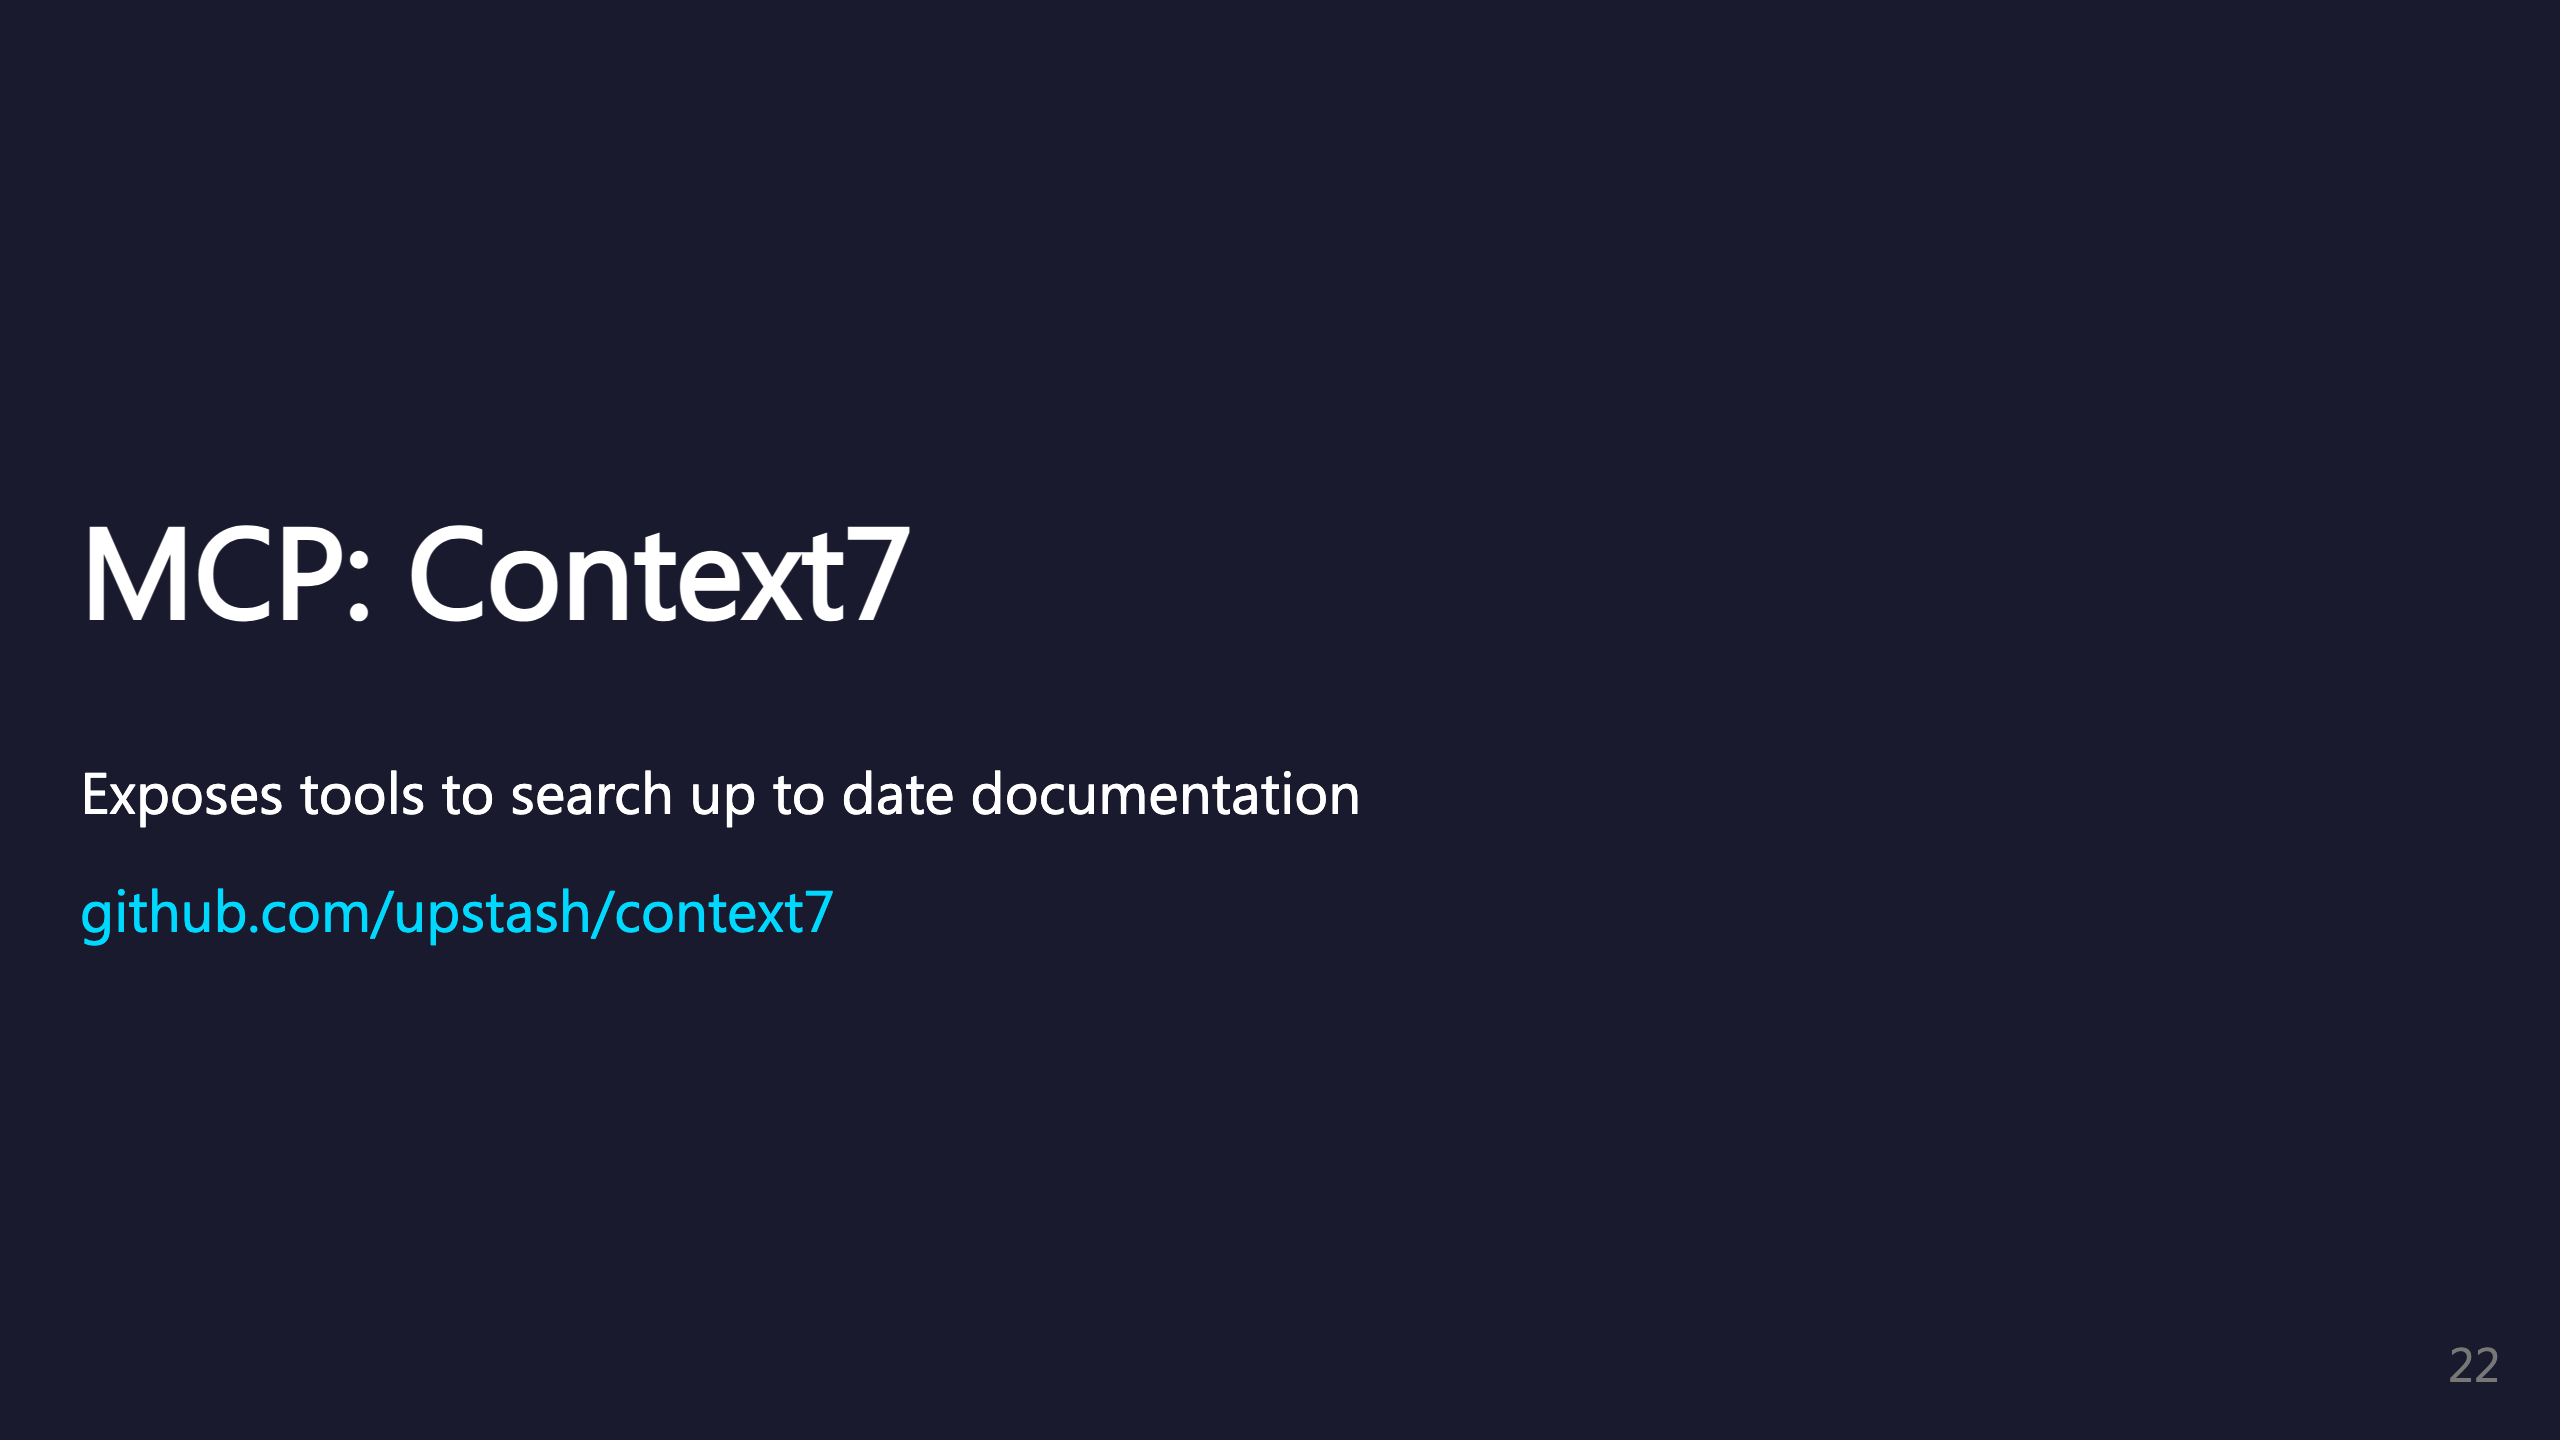 MCP: Context7
Exposes tools to search up to date documentation
github.com/upstash/context7
22